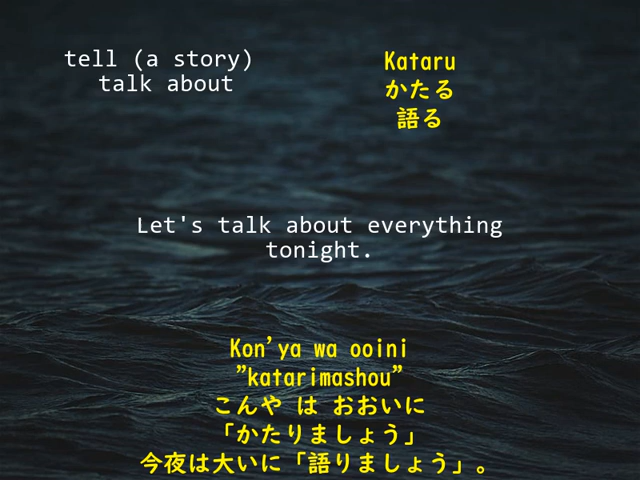 tell (a story)
talk about
Kataru
かたる
語る
Let's talk about everything
tonight.
Kon'ya wa ooini
”katarimashou”
こんや は おおいに
「かたりましょう」
今夜は大いに「語りましょう」。